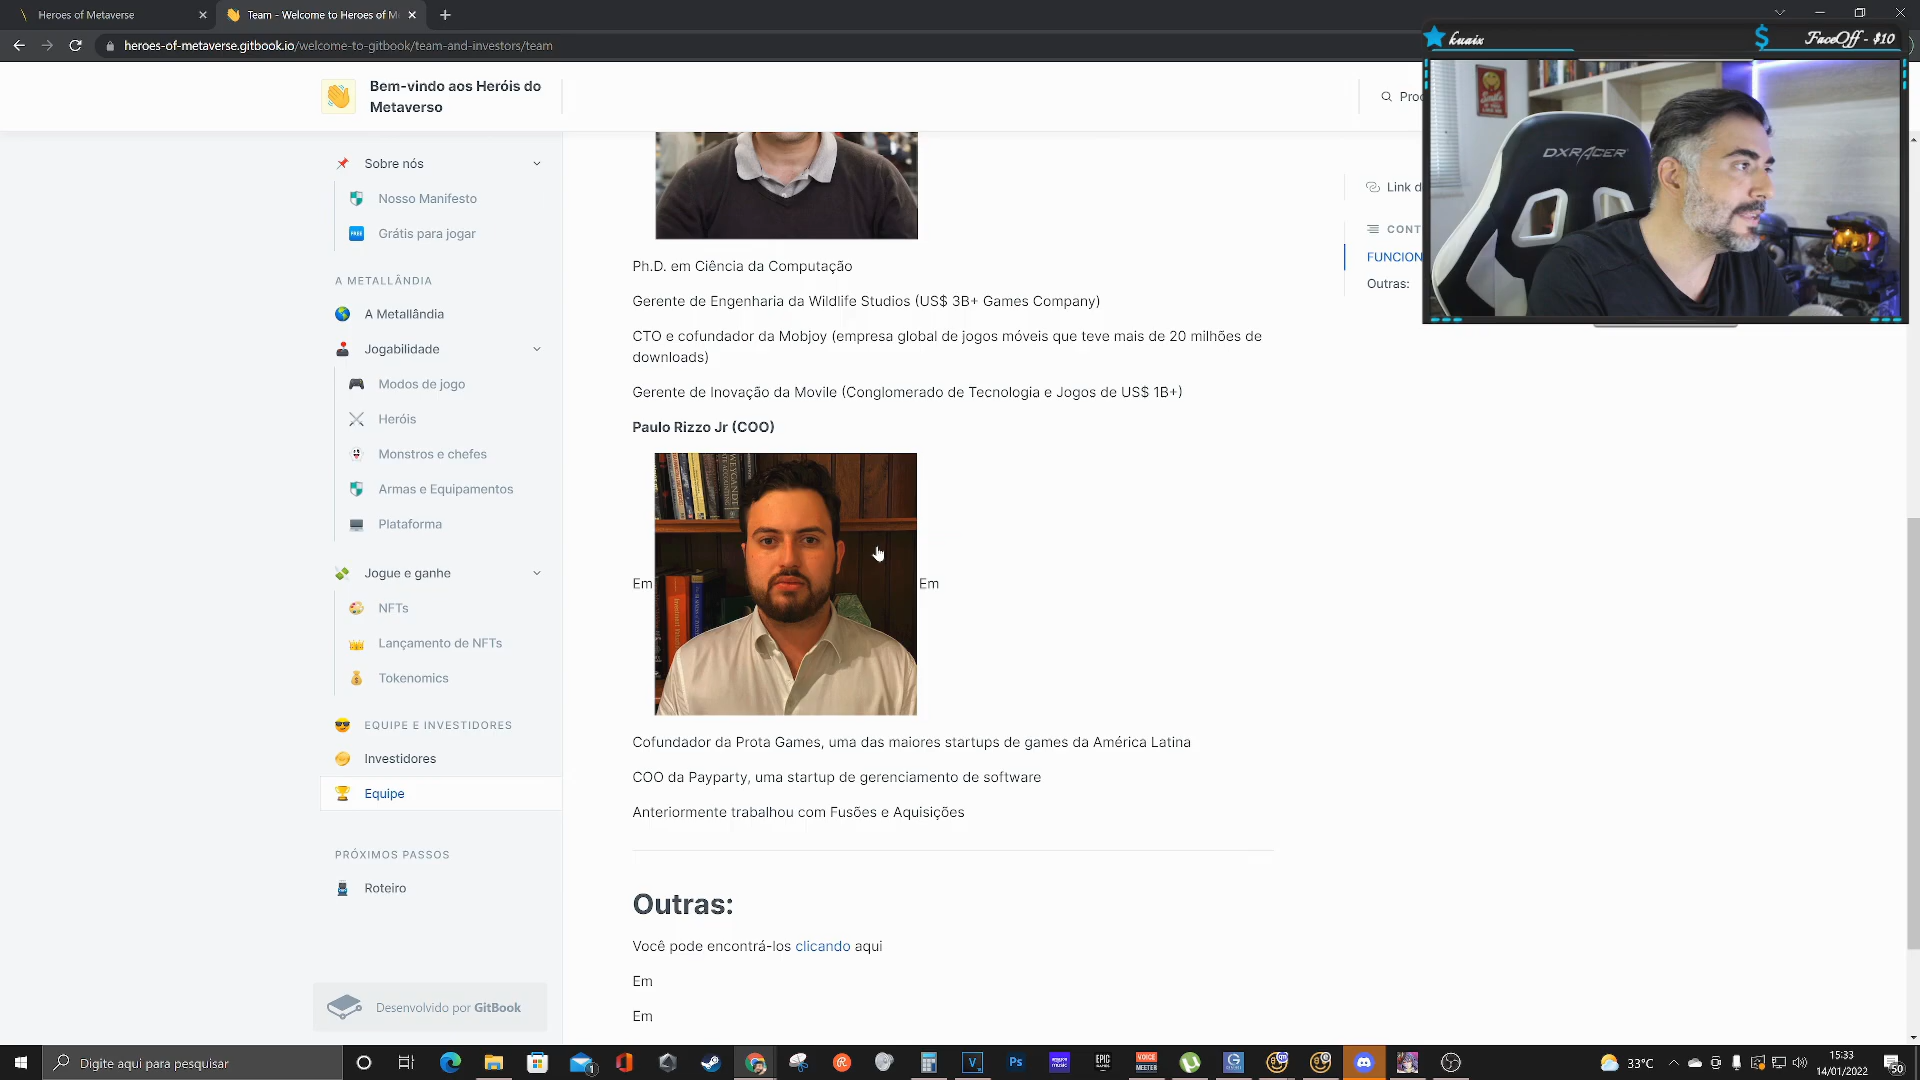 Heroes of Metaverse
Team - Welcome to Heroes of M
heroes-of-metaverse.gitbook.io/welcome-to-gitbook/team-and-investors/team
kuaix
FaceOff - $10
DXRACER
Bem-vindo aos Heróis do
Metaverso
Proc
Sobre nós
Nosso Manifesto
FREE
Grátis para jogar
A METALLÂNDIA
A Metallândia
Jogabilidade
Modos de jogo
Heróis
Monstros e chefes
Armas e Equipamentos
Plataforma
Jogue e ganhe
NFTs
Lançamento de NFTs
Tokenomics
EQUIPE E INVESTIDORES
Investidores
Equipe
PRÓXIMOS PASSOS
Roteiro
Desenvolvido por GitBook
Ph.D. em Ciência da Computação
Gerente de Engenharia da Wildlife Studios (US$ 3B+ Games Company)
CTO e cofundador da Mobjoy (empresa global de jogos móveis que teve mais de 20 milhões de
downloads)
Gerente de Inovação da Movile (Conglomerado de Tecnologia e Jogos de US$ 1B+)
Paulo Rizzo Jr (COO)
Em
Em
Cofundador da Prota Games, uma das maiores startups de games da América Latina
COO da Payparty, uma startup de gerenciamento de software
Anteriormente trabalhou com Fusões e Aquisições
Outras:
Você pode encontrá-los clicando aqui
Em
Em
Link d
CONT
FUNCION
Outras:
Digite aqui para pesquisar
33°C
15:33
14/01/2022
50